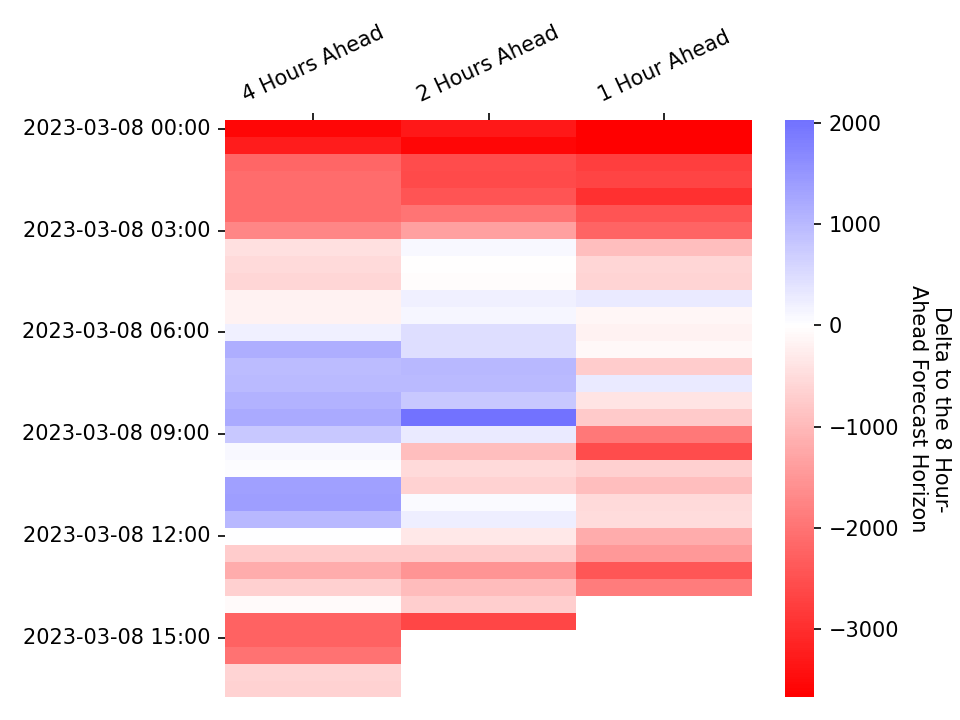 4 Hours Ahead
2 Hours Ahead
1 Hour Ahead
2023-03-08 00:00
2023-03-08 03:00
2023-03-08 06:00
2023-03-08 09:00
2023-03-08 12:00
2023-03-08 15:00
2000
1000
0
−1000
−2000
−3000
Delta to the 8 Hour-
Ahead Forecast Horizon